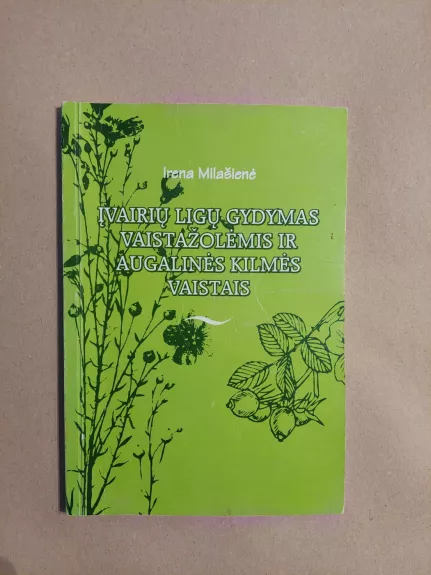 Irena Milašienė
ĮVAIRIŲ LIGŲ GYDYMAS
VAISTAŽOLĖMIS IR
AUGALINĖS KILMĖS
VAISTAIS